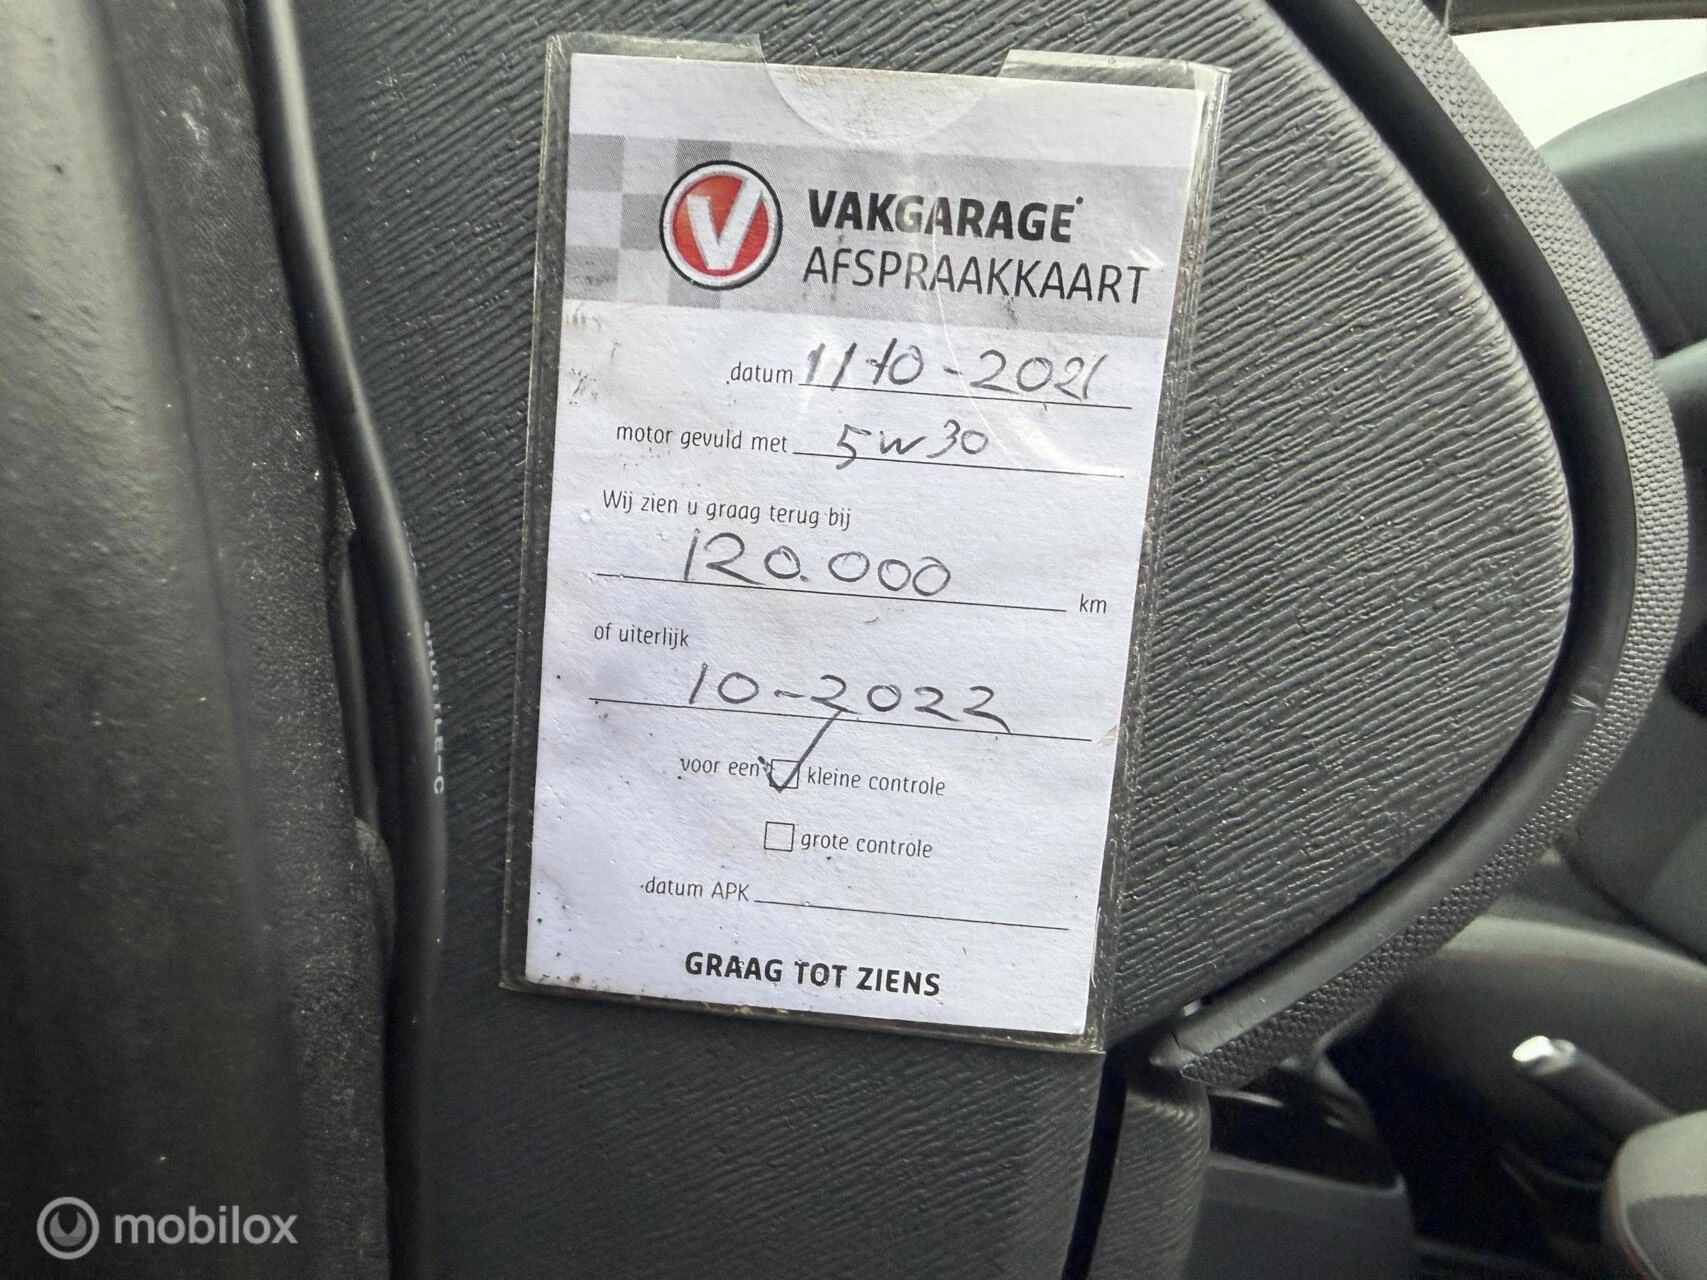 VAKGARAGE
AFSPRAAKKAART
datum 11-10-2021
motor gevuld met 5W30
Wij zien u graag terug bij
120.000 km
of uiterlijk
10-2022
voor een kleine controle
grote controle
datum APK
GRAAG TOT ZIENS
mobilox